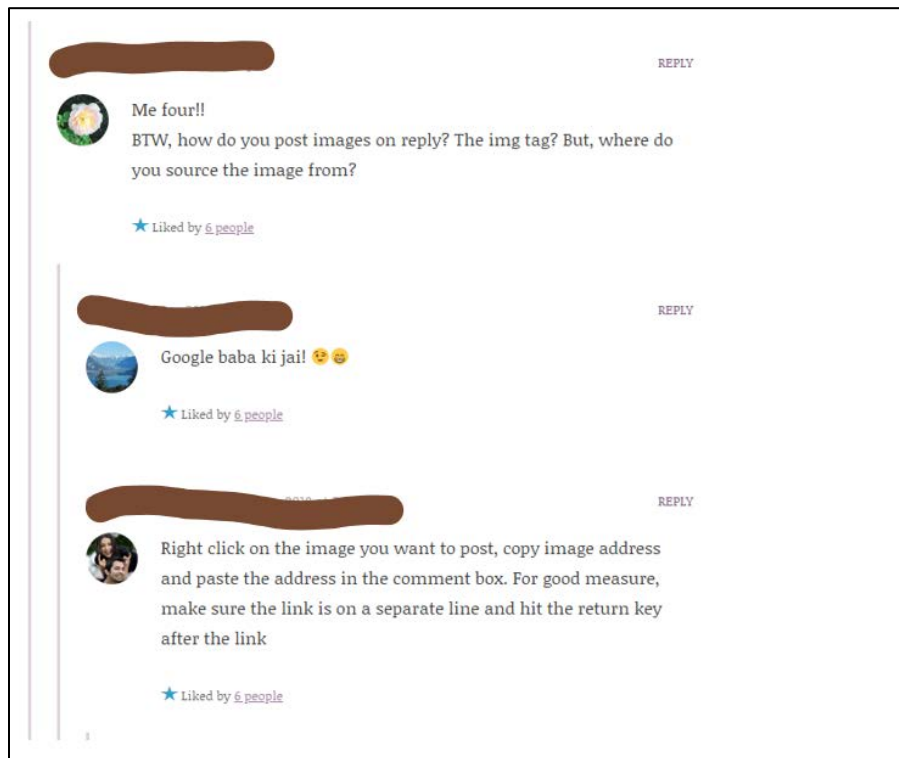 REPLY
Me four!!
BTW, how do you post images on reply? The img tag? But, where do
you source the image from?
★ Liked by 6 people
REPLY
Google baba ki jai! 😉😁
★ Liked by 6 people
REPLY
Right click on the image you want to post, copy image address
and paste the address in the comment box. For good measure,
make sure the link is on a separate line and hit the return key
after the link
★ Liked by 6 people